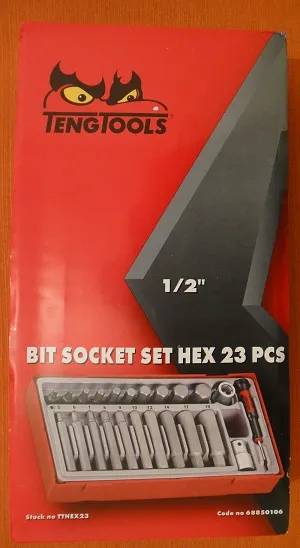 TENGTOOLS
1/2"
BIT SOCKET SET HEX 23 PCS
Stock no TTHEX23
Code no 68850106